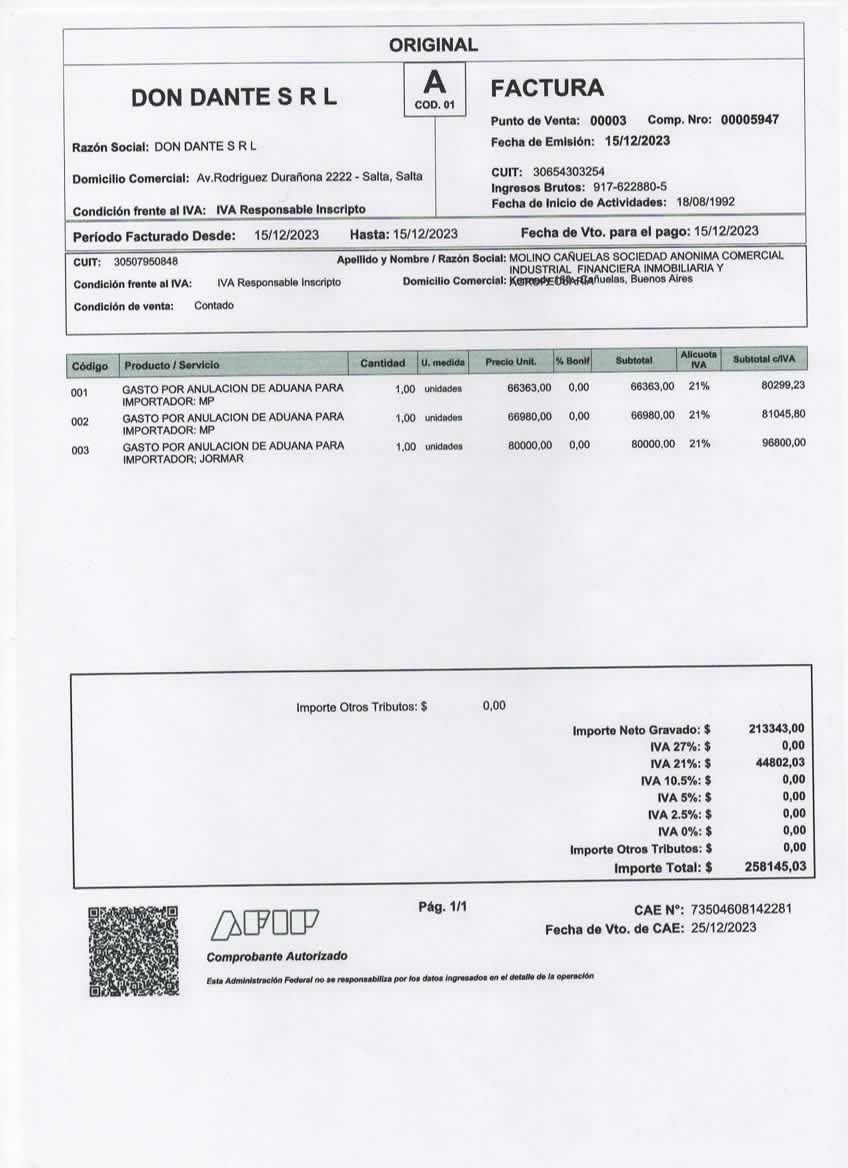 ORIGINAL
DON DANTE S R L
A
COD. 01
FACTURA
Punto de Venta: 00003 Comp. Nro: 00005947
Fecha de Emisión: 15/12/2023
Razón Social: DON DANTE S R L
Domicilio Comercial: Av.Rodriguez Durañona 2222 - Salta, Salta
Condición frente al IVA: IVA Responsable Inscripto
CUIT: 30654303254
Ingresos Brutos: 917-622880-5
Fecha de Inicio de Actividades: 18/08/1992
Período Facturado Desde: 15/12/2023 Hasta: 15/12/2023 Fecha de Vto. para el pago: 15/12/2023
CUIT: 30507950848 Apellido y Nombre / Razón Social: MOLINO CAÑUELAS SOCIEDAD ANONIMA COMERCIAL
INDUSTRIAL FINANCIERA INMOBILIARIA Y
Condición frente al IVA: IVA Responsable Inscripto Domicilio Comercial: Cañuelas, Buenos Aires
Condición de venta: Contado
Código Producto / Servicio Cantidad U. medida Precio Unit. % Bonif Subtotal Alicuota IVA Subtotal c/IVA
001 GASTO POR ANULACION DE ADUANA PARA 1,00 unidades 66363,00 0,00 66363,00 21% 80299,23
IMPORTADOR: MP
002 GASTO POR ANULACION DE ADUANA PARA 1,00 unidades 66980,00 0,00 66980,00 21% 81045,80
IMPORTADOR: MP
003 GASTO POR ANULACION DE ADUANA PARA 1,00 unidades 80000,00 0,00 80000,00 21% 96800,00
IMPORTADOR; JORMAR
Importe Otros Tributos: $ 0,00
Importe Neto Gravado: $ 213343,00
IVA 27%: $ 0,00
IVA 21%: $ 44802,03
IVA 10.5%: $ 0,00
IVA 5%: $ 0,00
IVA 2.5%: $ 0,00
IVA 0%: $ 0,00
Importe Otros Tributos: $ 0,00
Importe Total: $ 258145,03
AFIP
Comprobante Autorizado
Esta Administración Federal no se responsabiliza por los datos ingresados en el detalle de la operación
Pág. 1/1
CAE N°: 73504608142281
Fecha de Vto. de CAE: 25/12/2023